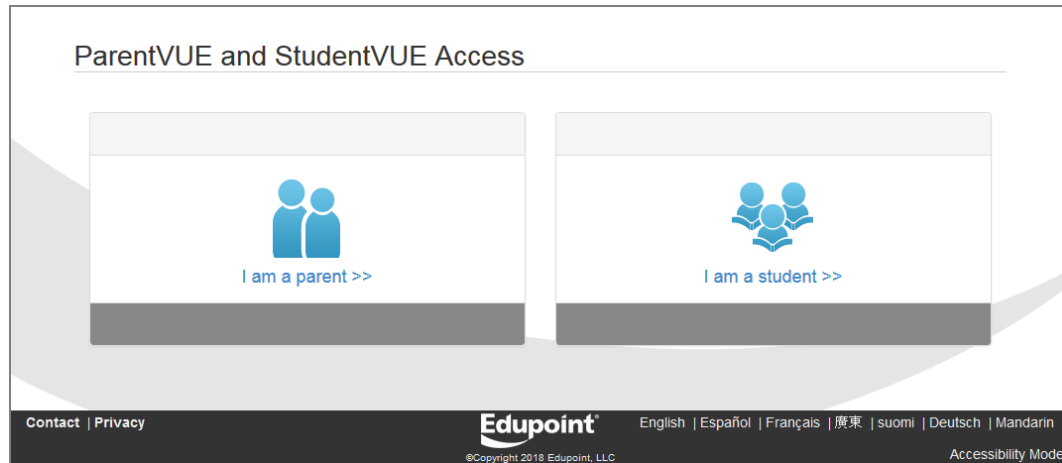 ParentVUE and StudentVUE Access
I am a parent >>
I am a student >>
Contact | Privacy
Edupoint®
©Copyright 2018 Edupoint, LLC
English | Español | Français | 廣東 | suomi | Deutsch | Mandarin
Accessibility Mode